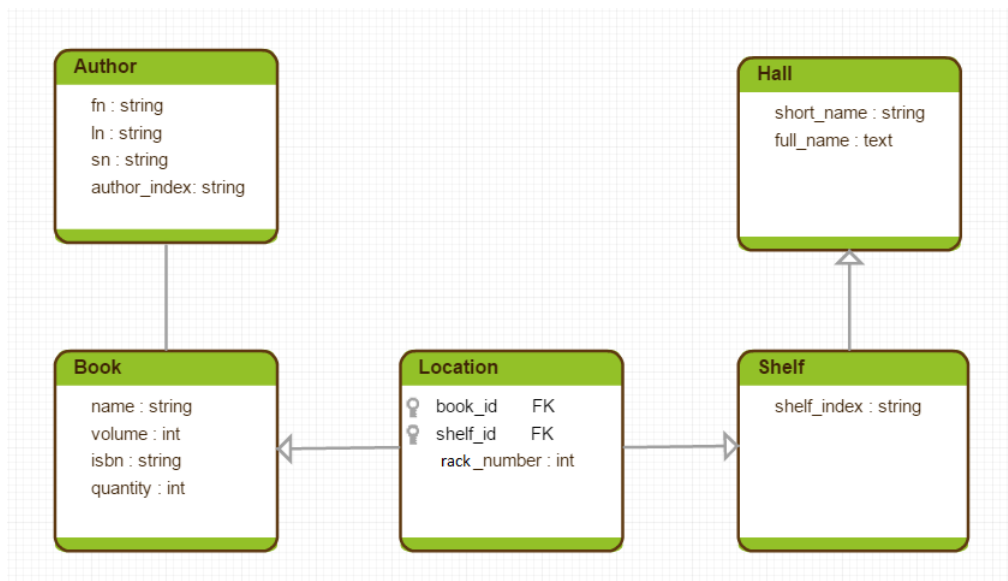 Author
fn : string
ln : string
sn : string
author_index: string
Hall
short_name : string
full_name : text
Book
name : string
volume : int
isbn : string
quantity : int
Location
book_id FK
shelf_id FK
rack_number : int
Shelf
shelf_index : string